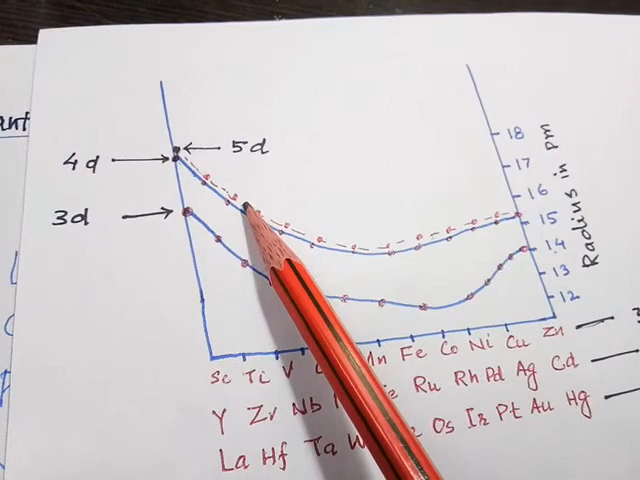 ant
5d
4d
3d
18
17
16
15
14
13
12
Radius in pm
Sc Ti V Mn Fe Co Ni Cu Zn
Y Zr Nb Ru Rh Pd Ag Cd
La Hf Ta W Os Ir Pt Au Hg